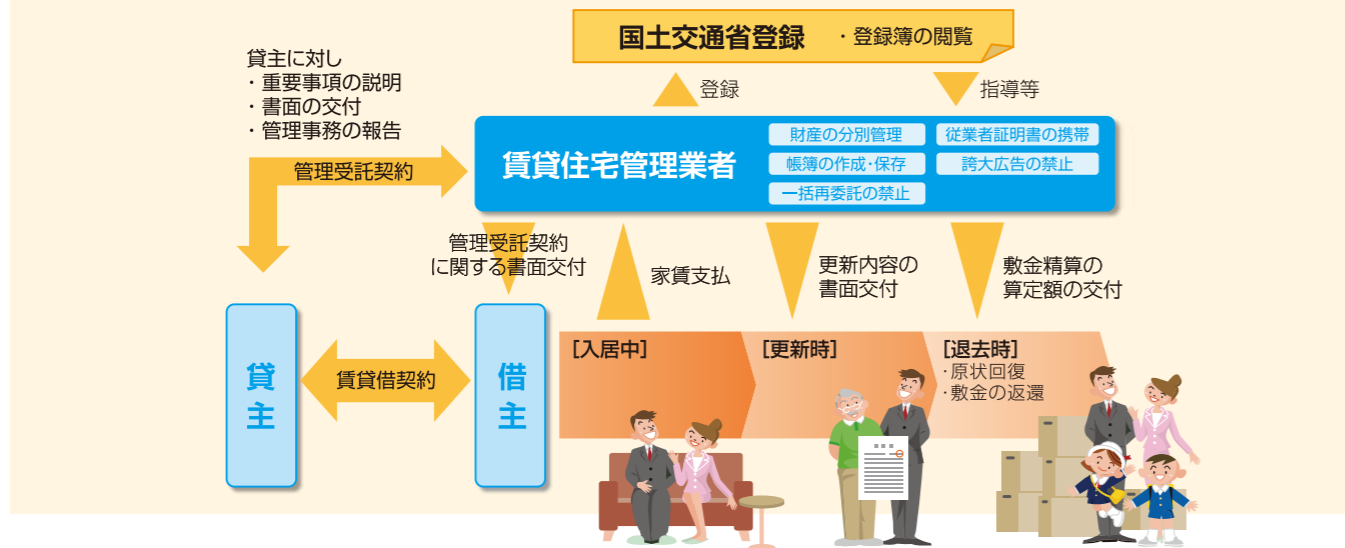 国土交通省登録 ・登録簿の閲覧
貸主に対し
・重要事項の説明
・書面の交付
・管理事務の報告
登録
指導等
管理受託契約
賃貸住宅管理業者
財産の分別管理
従業者証明書の携帯
帳簿の作成・保存
誇大広告の禁止
一括再委託の禁止
管理受託契約
に関する書面交付
家賃支払
更新内容の
書面交付
敷金精算の
算定額の交付
貸主
賃貸借契約
借主
[入居中]
[更新時]
[退去時]
・原状回復
・敷金の返還